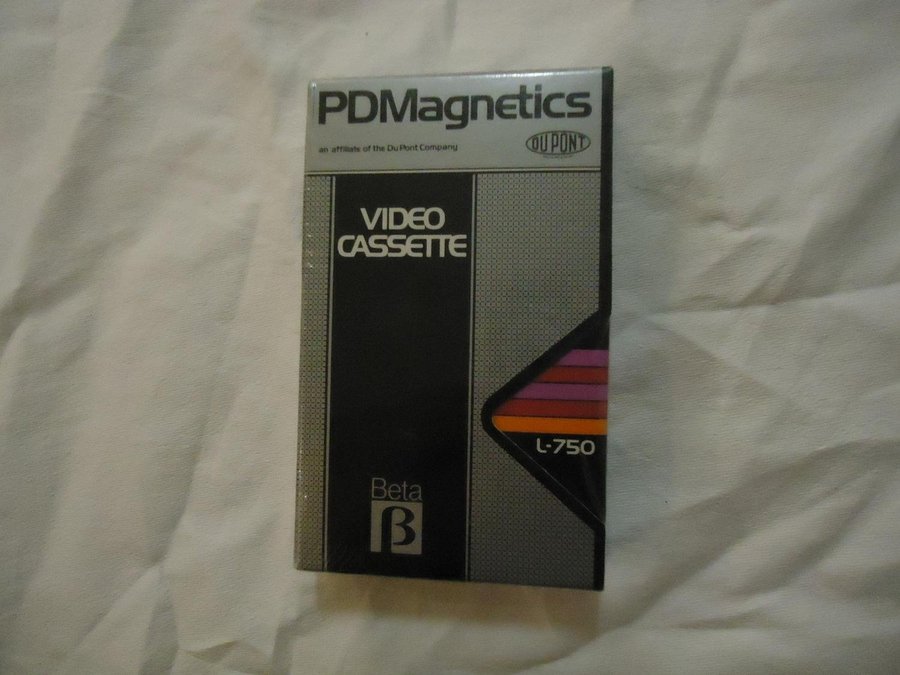 PDMagnetics
an affiliate of the Du Pont Company
DU PONT
VIDEO
CASSETTE
L-750
Beta
β